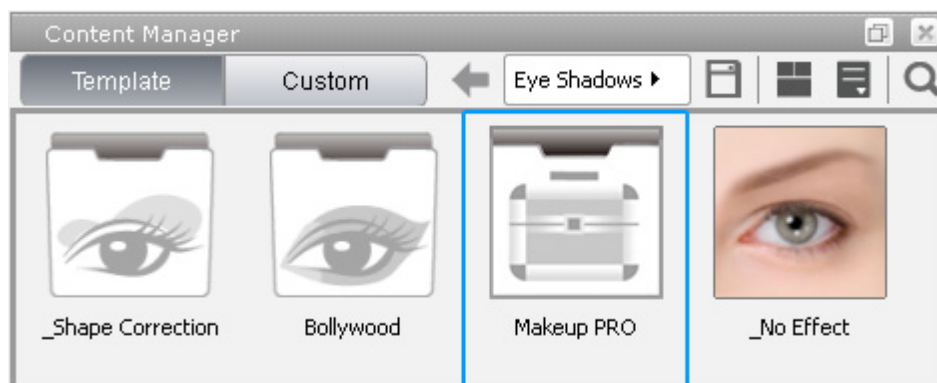 Content Manager
Template Custom Eye Shadows
_Shape Correction Bollywood Makeup PRO _No Effect